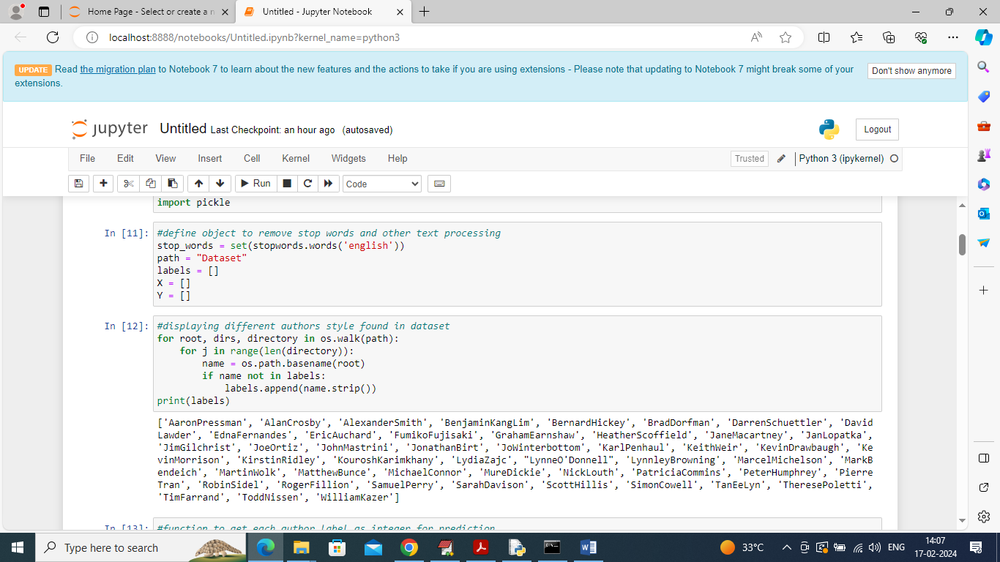 Home Page - Select or create a n
Untitled - Jupyter Notebook
localhost:8888/notebooks/Untitled.ipynb?kernel_name=python3
UPDATE Read the migration plan to Notebook 7 to learn about the new features and the actions to take if you are using extensions - Please note that updating to Notebook 7 might break some of your
extensions.
Don't show anymore
jupyter Untitled Last Checkpoint: an hour ago (autosaved)
Logout
File Edit View Insert Cell Kernel Widgets Help
Trusted
Python 3 (ipykernel)
Run
Code
import pickle
In [11]: #define object to remove stop words and other text processing
stop_words = set(stopwords.words('english'))
path = "Dataset"
labels = []
X = []
Y = []
In [12]: #displaying different authors style found in dataset
for root, dirs, directory in os.walk(path):
    for j in range(len(directory)):
        name = os.path.basename(root)
        if name not in labels:
            labels.append(name.strip())
print(labels)
['AaronPressman', 'AlanCrosby', 'AlexanderSmith', 'BenjaminKangLim', 'BernardHickey', 'BradDorfman', 'DarrenSchuettler', 'David
Lawder', 'EdnaFernandes', 'EricAuchard', 'FumikoFujisaki', 'GrahamEarnshaw', 'HeatherScoffield', 'JaneMacartney', 'JanLopatka',
'JimGilchrist', 'JoeOrtiz', 'JohnMastrini', 'JonathanBirt', 'JoWinterbottom', 'KarlPenhaul', 'KeithWeir', 'KevinDrawbaugh', 'Ke
vinMorrison', 'KirstinRidley', 'KouroshKarimkhany', 'LydiaZajc', "LynneO'Donnell", 'LynnleyBrowning', 'MarcelMichelson', 'MarkB
endeich', 'MartinWolk', 'MatthewBunce', 'MichaelConnor', 'MureDickie', 'NickLouth', 'PatriciaCommins', 'PeterHumphrey', 'Pierre
Tran', 'RobinSidel', 'RogerFillion', 'SamuelPerry', 'SarahDavison', 'ScottHillis', 'SimonCowell', 'TanEeLyn', 'TheresePoletti',
'TimFarrand', 'ToddNissen', 'WilliamKazer']
In [13]: #function to get each author label as integer for prediction
Type here to search
33°C
ENG
14:07
17-02-2024